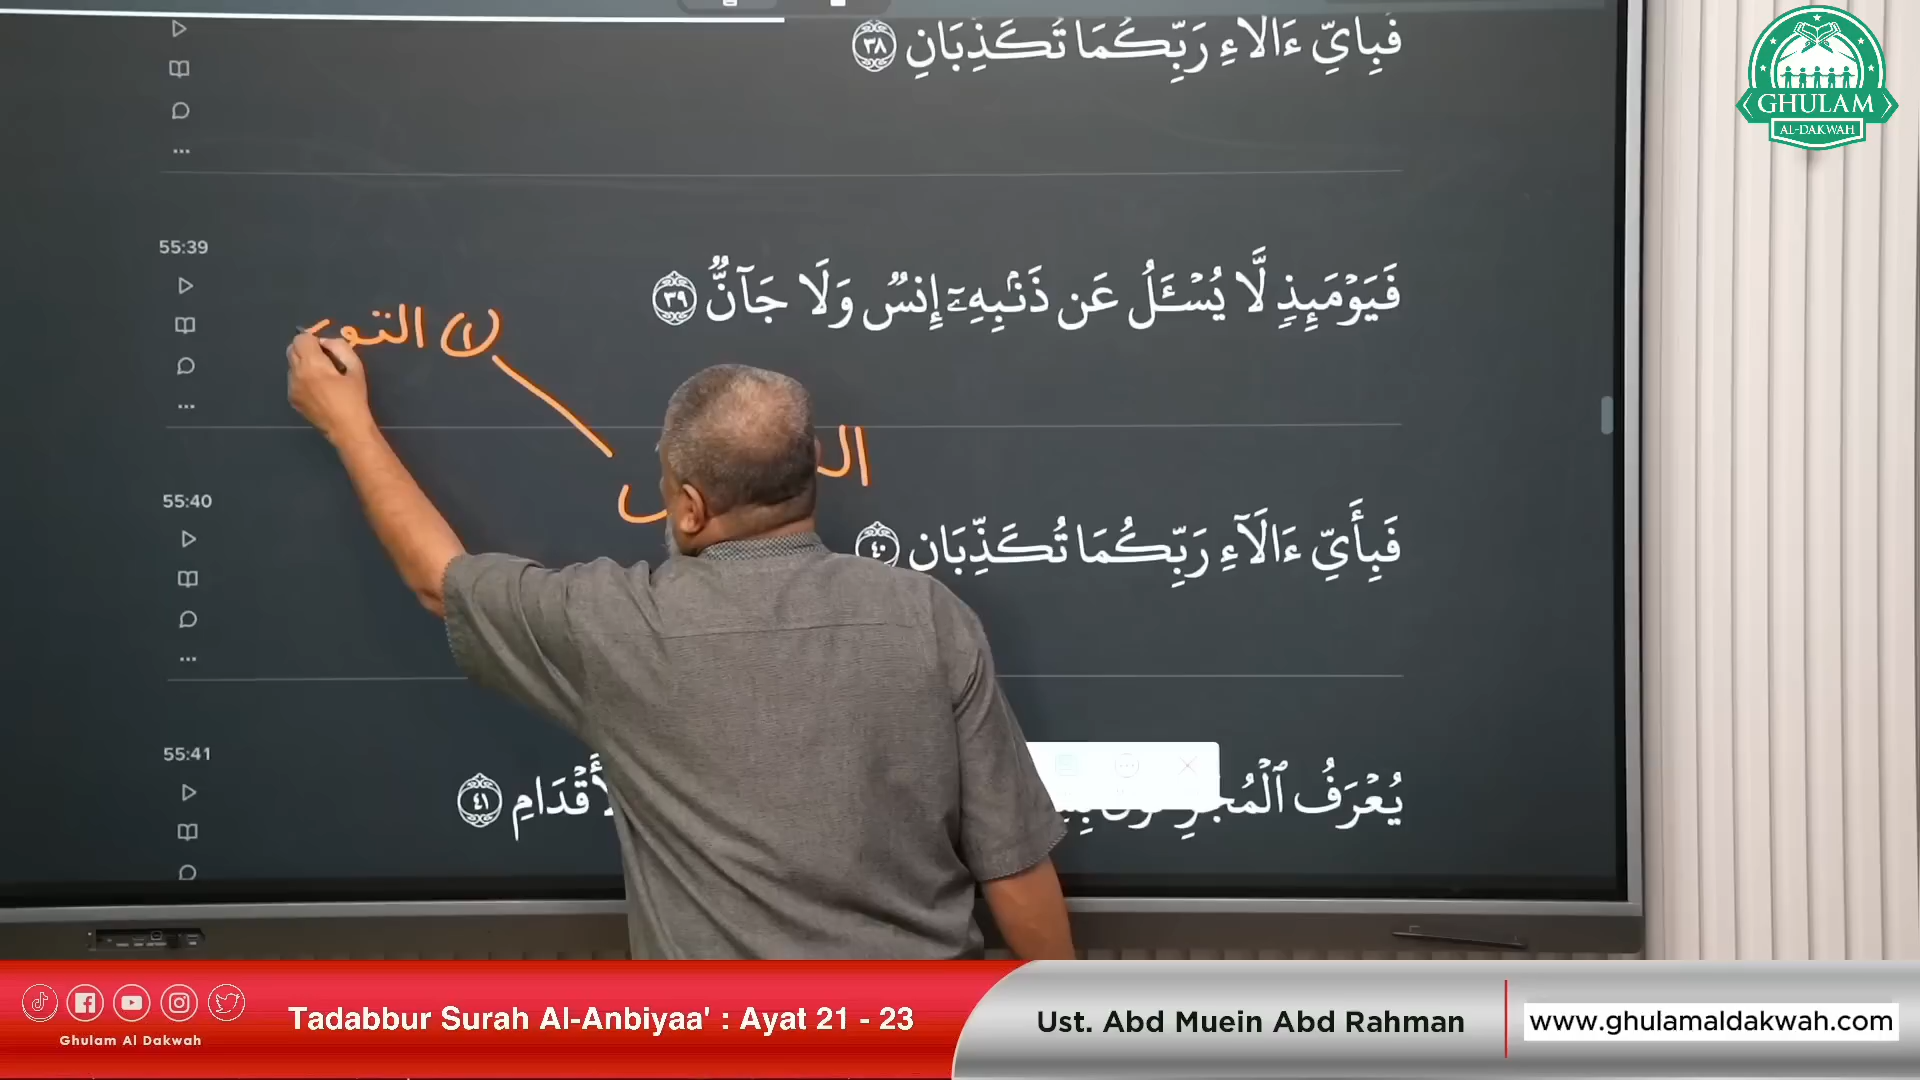 فَبِأَيِّ ءَالَآءِ رَبِّكُمَا تُكَذِّبَانِ ٣٨
GHULAM
AL-DAKWAH
55:39
فَيَوْمَئِذٍ لَّا يُسْـَٔلُ عَن ذَنۢبِهِۦٓ إِنسٌ وَلَا جَآنٌّ ٣٩
١
55:40
فَبِأَيِّ ءَالَآءِ رَبِّكُمَا تُكَذِّبَانِ ٤٠
55:41
يُعْرَفُ ٱلْمُجْرِمُونَ
ٱلْأَقْدَامِ ٤١
Ghulam Al Dakwah
Tadabbur Surah Al-Anbiyaa' : Ayat 21 - 23
Ust. Abd Muein Abd Rahman
www.ghulamaldakwah.com